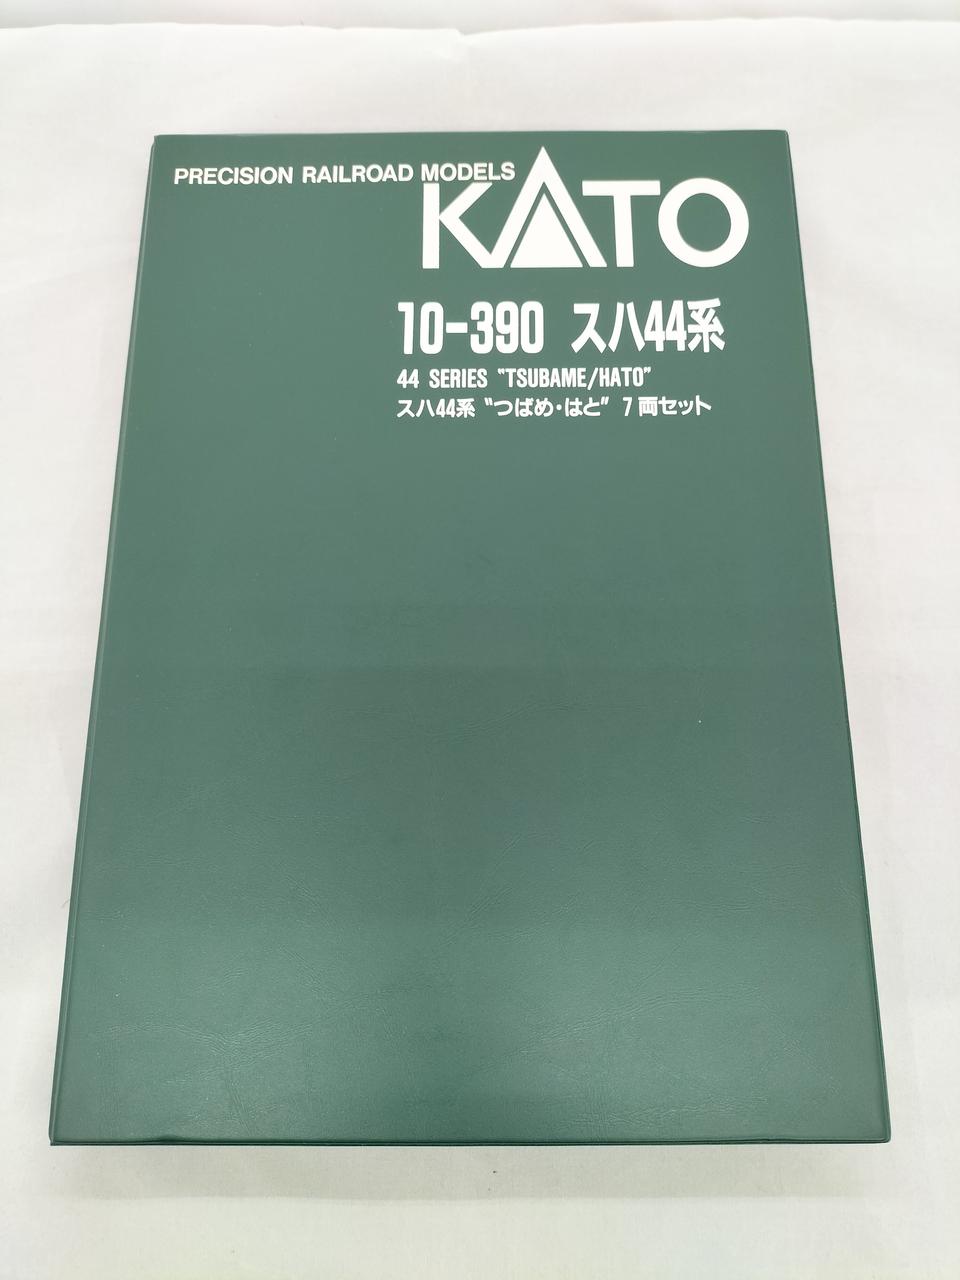 PRECISION RAILROAD MODELS
KATO
10-390 スハ44系
44 SERIES "TSUBAME/HATO"
スハ44系 "つばめ・はと" 7両セット